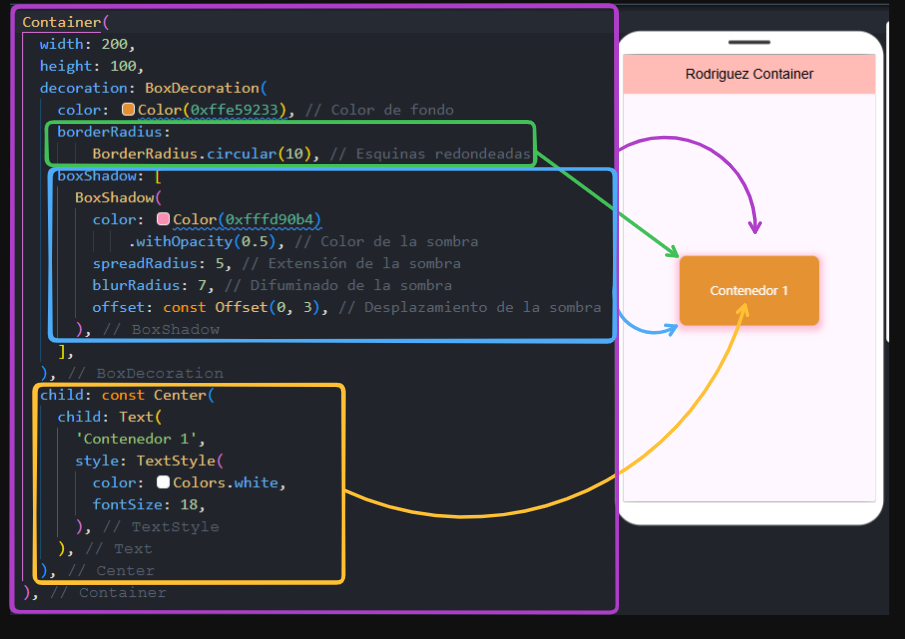 Container(
width: 200,
height: 100,
decoration: BoxDecoration(
color: Color(0xffe59233), // Color de fondo
borderRadius:
BorderRadius.circular(10), // Esquinas redondeadas
boxShadow: [
BoxShadow(
color: Color(0xfffd90b4)
.withOpacity(0.5), // Color de la sombra
spreadRadius: 5, // Extensión de la sombra
blurRadius: 7, // Difuminado de la sombra
offset: const Offset(0, 3), // Desplazamiento de la sombra
), // BoxShadow
],
), // BoxDecoration
child: const Center(
child: Text(
'Contenedor 1',
style: TextStyle(
color: Colors.white,
fontSize: 18,
), // TextStyle
), // Text
), // Center
), // Container
Rodriguez Container
Contenedor 1